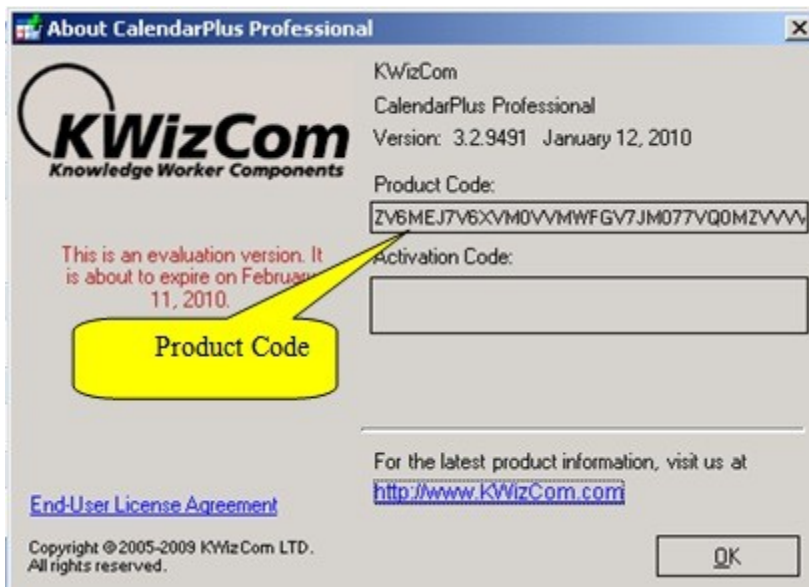 About CalendarPlus Professional
KWizCom
Knowledge Worker Components
KWizCom
CalendarPlus Professional
Version: 3.2.9491 January 12, 2010
Product Code:
This is an evaluation version. It
is about to expire on February
11, 2010.
Activation Code:
Product Code
For the latest product information, visit us at
http://www.KWizCom.com
End-User License Agreement
Copyright © 2005-2009 KWizCom LTD.
All rights reserved.
OK